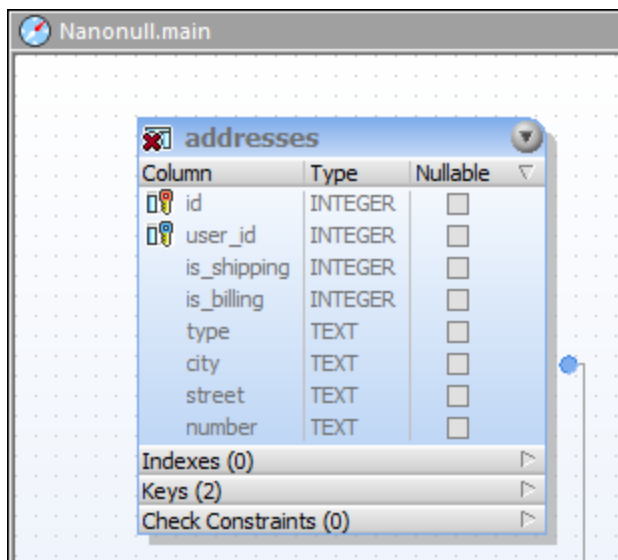 Nanonull.main
addresses
Column Type Nullable
id INTEGER
user_id INTEGER
is_shipping INTEGER
is_billing INTEGER
type TEXT
city TEXT
street TEXT
number TEXT
Indexes (0)
Keys (2)
Check Constraints (0)